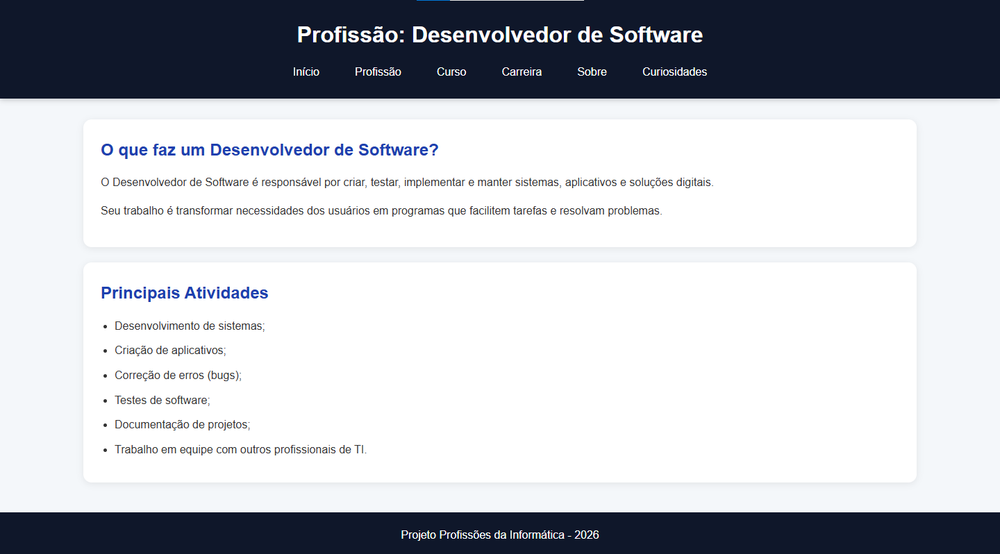 Profissão: Desenvolvedor de Software
Início Profissão Curso Carreira Sobre Curiosidades
O que faz um Desenvolvedor de Software?
O Desenvolvedor de Software é responsável por criar, testar, implementar e manter sistemas, aplicativos e soluções digitais.
Seu trabalho é transformar necessidades dos usuários em programas que facilitem tarefas e resolvam problemas.
Principais Atividades
• Desenvolvimento de sistemas;
• Criação de aplicativos;
• Correção de erros (bugs);
• Testes de software;
• Documentação de projetos;
• Trabalho em equipe com outros profissionais de TI.
Projeto Profissões da Informática - 2026